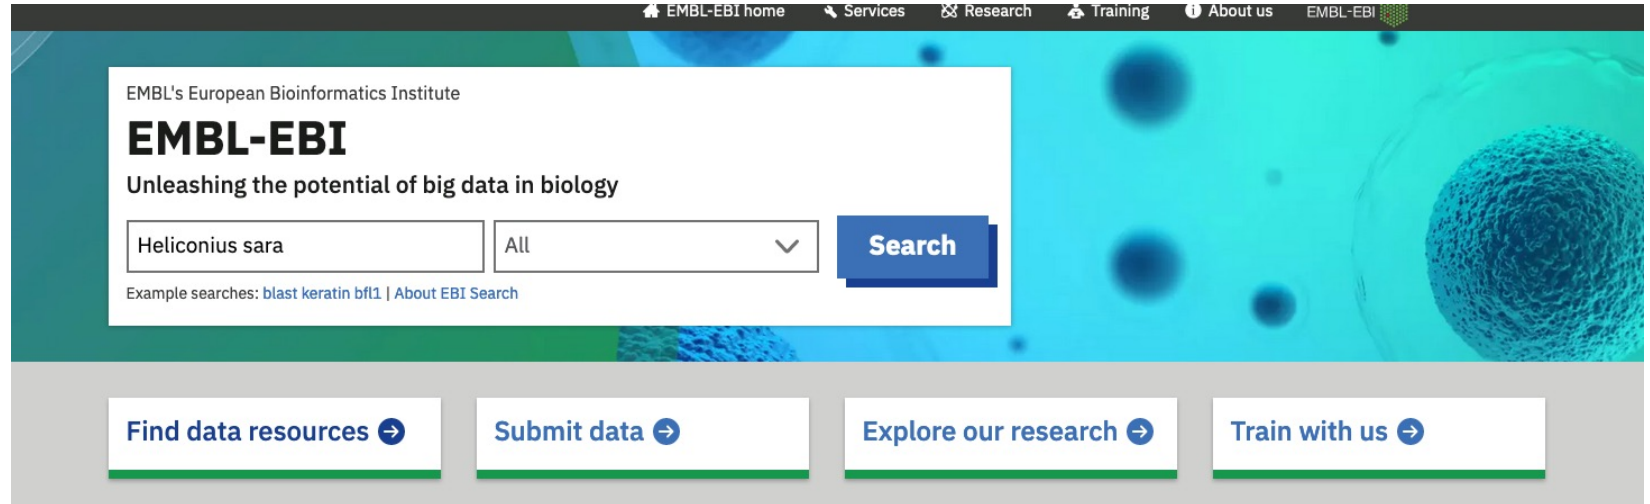 EMBL-EBI home Services Research Training About us EMBL-EBI
EMBL's European Bioinformatics Institute
EMBL-EBI
Unleashing the potential of big data in biology
Heliconius sara All Search
Example searches: blast keratin bfl1 | About EBI Search
Find data resources Submit data Explore our research Train with us